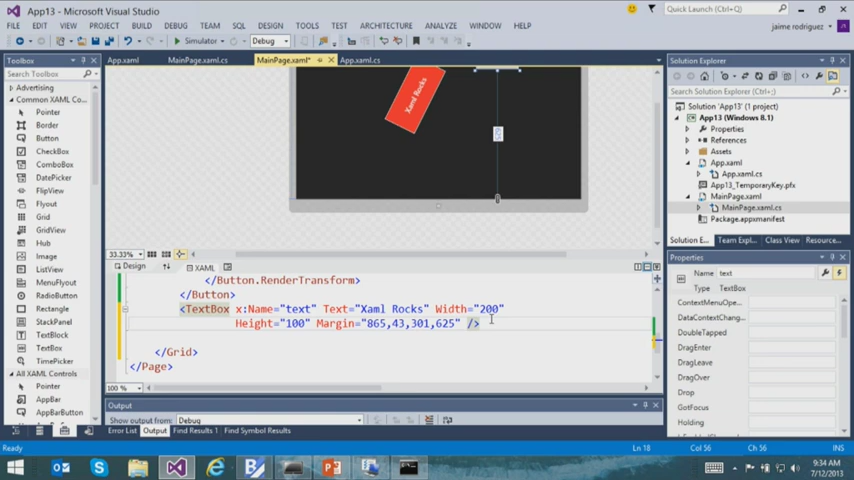 App13 - Microsoft Visual Studio
Quick Launch (Ctrl+Q)
FILE EDIT VIEW PROJECT BUILD DEBUG TEAM SQL DESIGN TOOLS TEST ARCHITECTURE ANALYZE WINDOW HELP
jaime rodriguez
Simulator Debug
Toolbox
Search Toolbox
Advertising
Common XAML Co...
Pointer
Border
Button
CheckBox
ComboBox
DatePicker
FlipView
Flyout
Grid
GridView
Hub
Image
ListView
MenuFlyout
RadioButton
Rectangle
StackPanel
TextBlock
TextBox
TimePicker
All XAML Controls
Pointer
AppBar
AppBarButton
App.xaml MainPage.xaml.cs MainPage.xaml* App.xaml.cs
Xaml Rocks
33.33%
Design XAML
</Button.RenderTransform>
</Button>
<TextBox x:Name="text" Text="Xaml Rocks" Width="200"
Height="100" Margin="865,43,301,625" />
</Grid>
</Page>
100 %
Output
Show output from: Debug
Error List Output Find Results 1 Find Symbol Results
Solution Explorer
Search Solution Explorer (Ctrl+;)
Solution 'App13' (1 project)
App13 (Windows 8.1)
Properties
References
Assets
App.xaml
App.xaml.cs
App13_TemporaryKey.pfx
MainPage.xaml
MainPage.xaml.cs
Package.appxmanifest
Solution E... Team Expl... Class View Resource...
Properties
Name text
Type TextBox
ContextMenuOpe...
DataContextChan...
DoubleTapped
DragEnter
DragLeave
DragOver
Drop
GotFocus
Ready
Ln 18 Col 56 Ch 56 INS
9:34 AM
7/12/2013